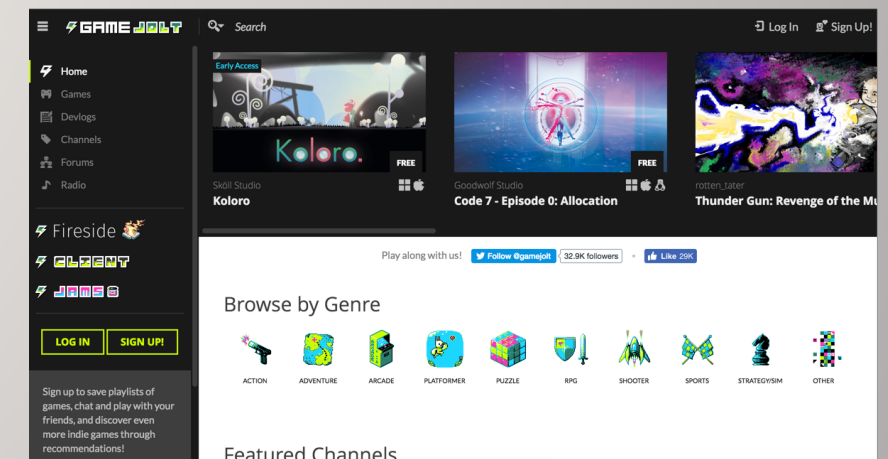 GAME JOLT
Search
Log In
Sign Up!
Home
Games
Devlogs
Channels
Forums
Radio
Fireside
CLIENT
JAMS
LOG IN
SIGN UP!
Sign up to save playlists of
games, chat and play with your
friends, and discover even
more indie games through
recommendations!
Early Access
Koloro.
FREE
Sköll Studio
Koloro
FREE
Goodwolf Studio
Code 7 - Episode 0: Allocation
rotten_tater
Thunder Gun: Revenge of the Mu
Play along with us!
Follow @gamejolt
32.9K followers
Like 29K
Browse by Genre
ACTION
ADVENTURE
ARCADE
PLATFORMER
PUZZLE
RPG
SHOOTER
SPORTS
STRATEGY/SIM
OTHER
Featured Channels